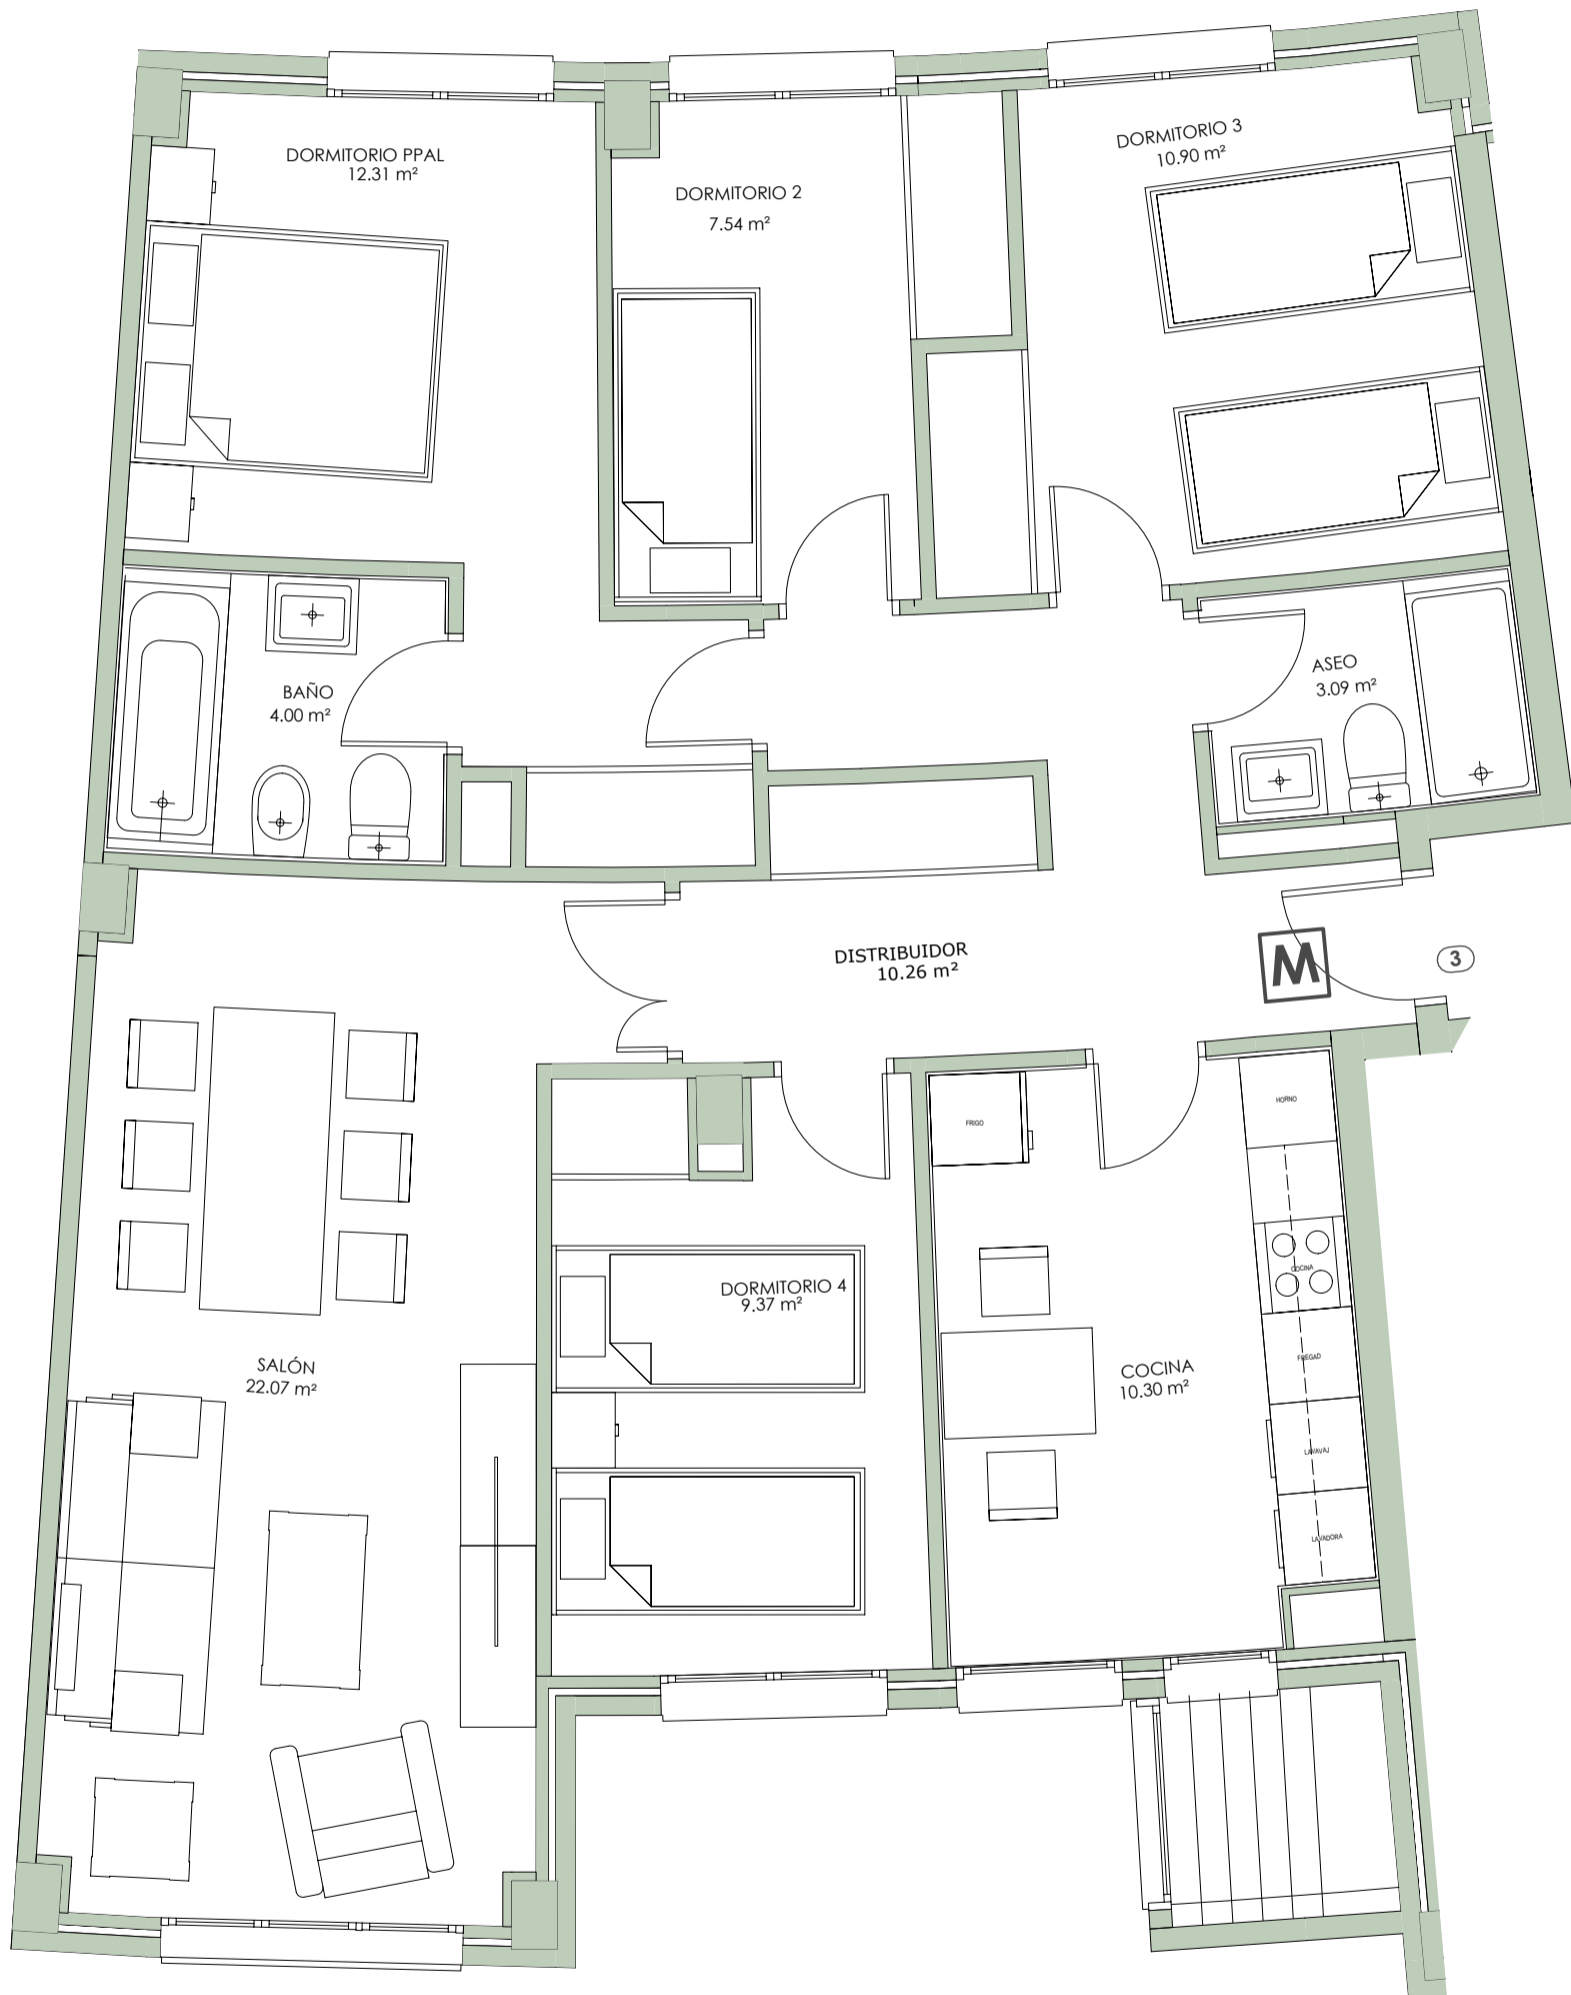 DORMITORIO PPAL
12.31 m²
DORMITORIO 2
7.54 m²
DORMITORIO 3
10.90 m²
BAÑO
4.00 m²
ASEO
3.09 m²
DISTRIBUIDOR
10.26 m²
M
3
FRIGO
HORNO
COCINA
DORMITORIO 4
9.37 m²
SALÓN
22.07 m²
COCINA
10.30 m²
FREGAD
LAVAVAJ
LAVADORA